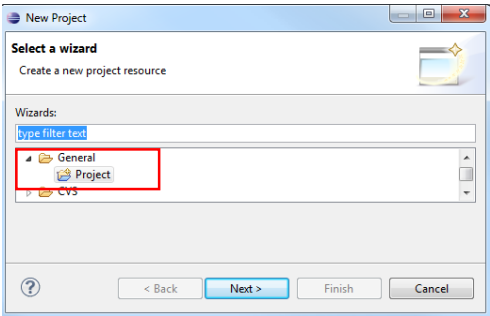 New Project
Select a wizard
Create a new project resource
Wizards:
type filter text
General
Project
CVS
? < Back Next > Finish Cancel